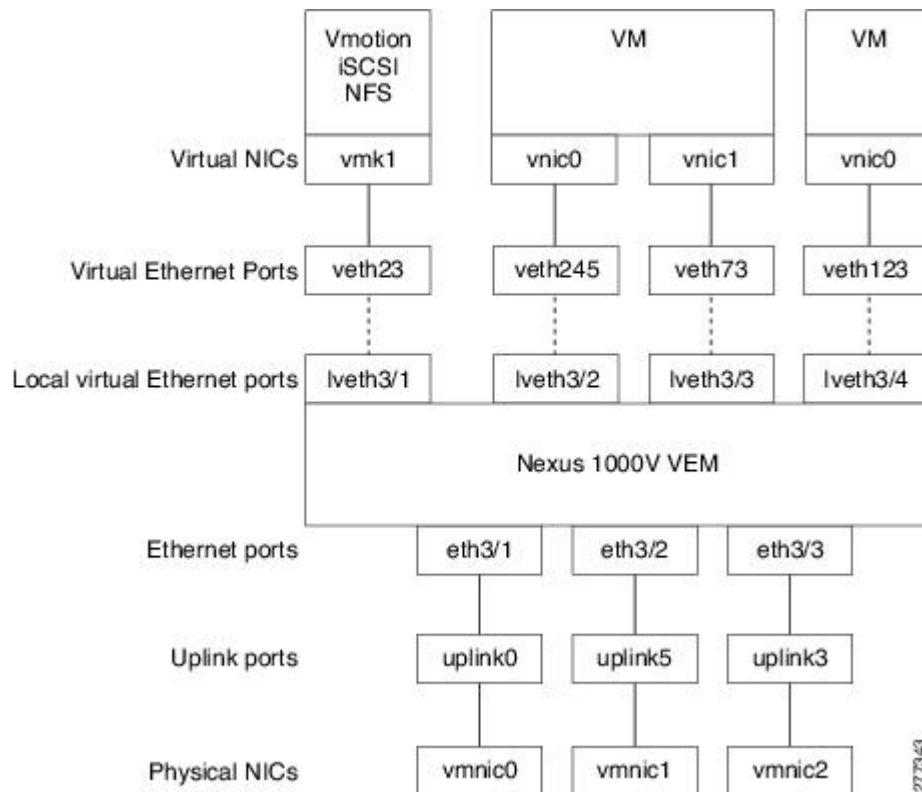 Vmotion
iSCSI
NFS
VM
VM
Virtual NICs
vmk1
vnic0
vnic1
vnic0
Virtual Ethernet Ports
veth23
veth245
veth73
veth123
Local virtual Ethernet ports
lveth3/1
lveth3/2
lveth3/3
lveth3/4
Nexus 1000V VEM
Ethernet ports
eth3/1
eth3/2
eth3/3
Uplink ports
uplink0
uplink5
uplink3
Physical NICs
vmnic0
vmnic1
vmnic2
277343